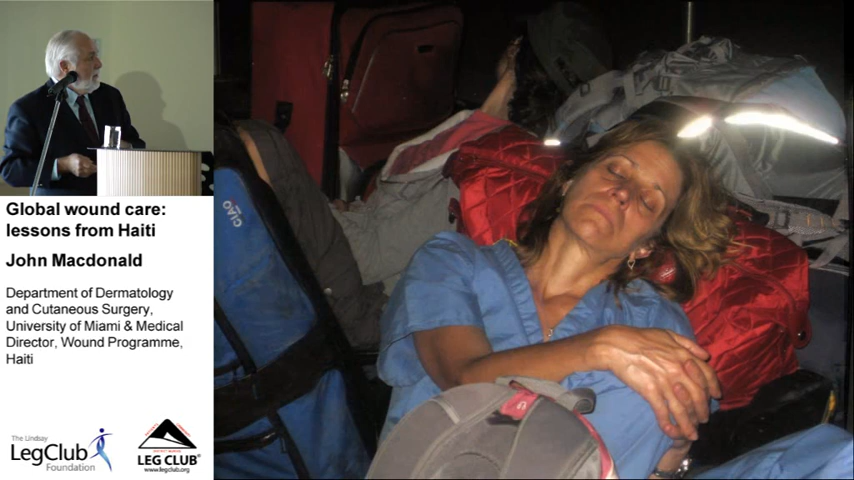 Global wound care:
lessons from Haiti
John Macdonald
Department of Dermatology
and Cutaneous Surgery,
University of Miami & Medical
Director, Wound Programme,
Haiti
The Lindsay
LegClub
Foundation
LEG CLUB®
www.legclub.org
CIAO